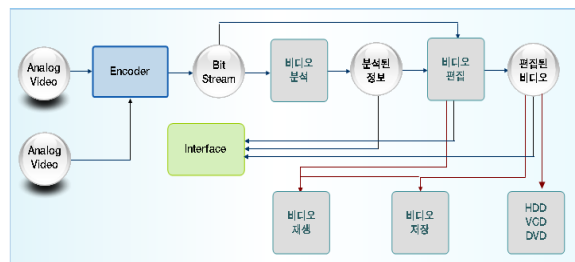 Analog
Video
Encoder
Bit
Stream
비디오
분석
분석된
정보
비디오
편집
편집된
비디오
Analog
Video
Interface
비디오
재생
비디오
저장
HDD
VCD
DVD